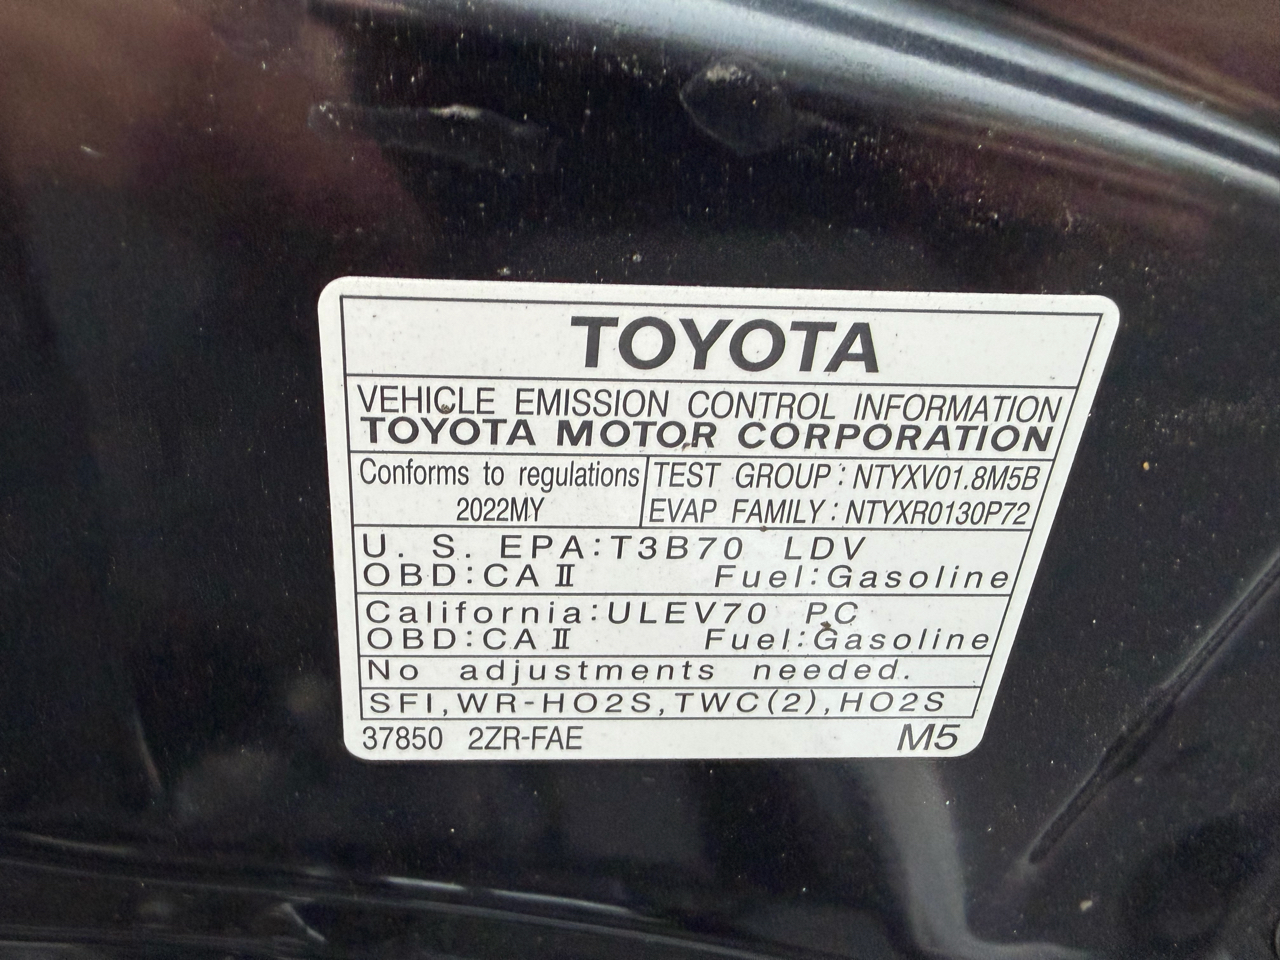 TOYOTA
VEHICLE EMISSION CONTROL INFORMATION
TOYOTA MOTOR CORPORATION
Conforms to regulations
2022MY
TEST GROUP: NTYXV01.8M5B
EVAP FAMILY: NTYXR0130P72
U. S. EPA:T3B70 LDV
OBD:CA Ⅱ Fuel:Gasoline
California:ULEV70 PC
OBD:CA Ⅱ Fuel:Gasoline
No adjustments needed.
SFI,WR-HO2S,TWC(2),HO2S
37850 2ZR-FAE M5